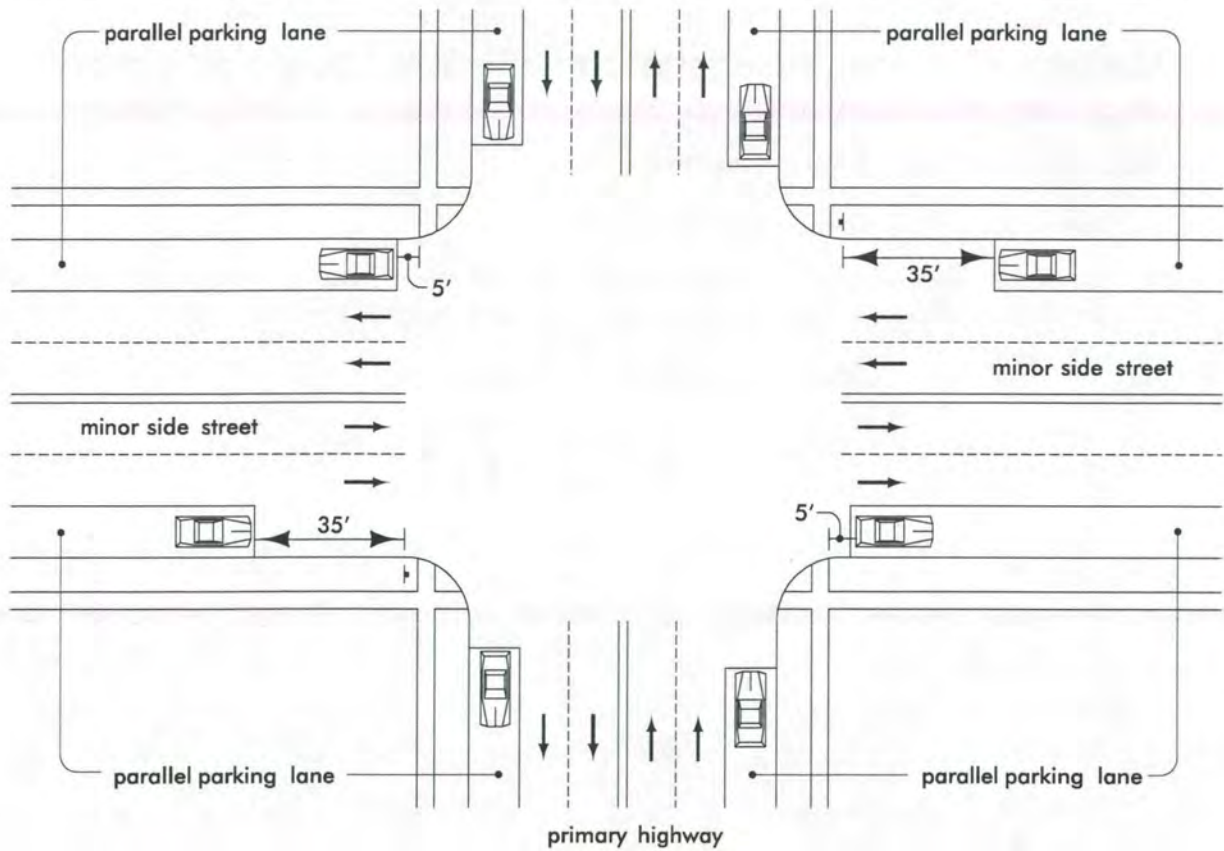 parallel parking lane
parallel parking lane
5′
35′
minor side street
minor side street
35′
5′
parallel parking lane
parallel parking lane
primary highway